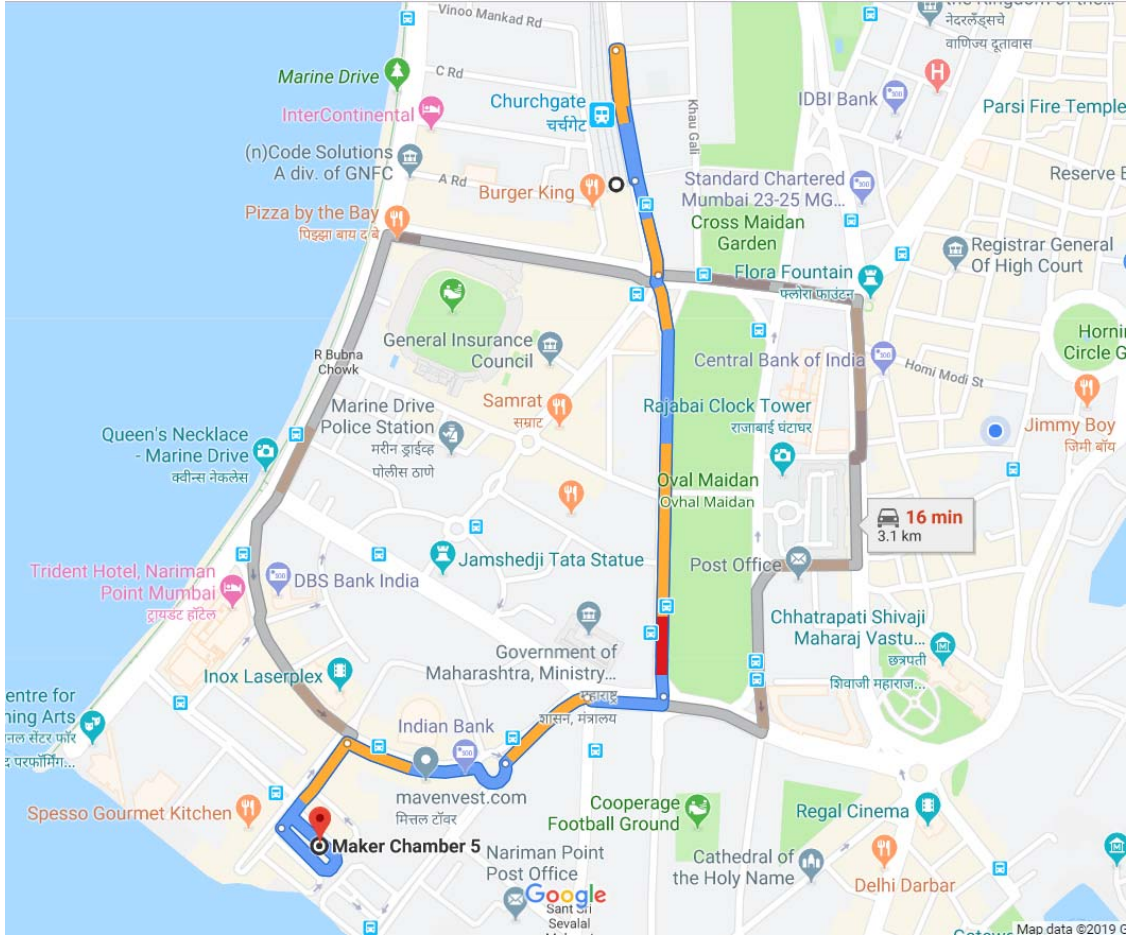 Vinoo Mankad Rd
नेदरलँड्सचे
वाणिज्य दूतावास
Marine Drive
C Rd
Churchgate
चर्चगेट
Khau Gali
IDBI Bank
H
Parsi Fire Temple
InterContinental
(n)Code Solutions
A div. of GNFC
A Rd
Burger King
Standard Chartered
Mumbai 23-25 MG...
Reserve B
Pizza by the Bay
पिझ्झा बाय द बे
Cross Maidan
Garden
Registrar General
Of High Court
Flora Fountain
फ्लोरा फाउंटन
General Insurance
Council
Central Bank of India
Horni
Circle G
R Bubna
Chowk
Homi Modi St
Samrat
सम्राट
Marine Drive
Police Station
मरीन ड्राईव्ह
पोलीस ठाणे
Rajabai Clock Tower
राजाबाई घंटाघर
Jimmy Boy
जिमी बॉय
Queen's Necklace
- Marine Drive
क्वीन्स नेकलेस
Oval Maidan
Ovhal Maidan
16 min
3.1 km
Jamshedji Tata Statue
Post Office
Trident Hotel, Nariman
Point Mumbai
ट्रायडंट हॉटेल
DBS Bank India
Chhatrapati Shivaji
Maharaj Vastu...
छत्रपती
शिवाजी महाराज...
Government of
Maharashtra, Ministry...
महाराष्ट्र
शासन, मंत्रालय
Inox Laserplex
entre for
ning Arts
नल सेंटर फॉर
द परफॉर्मिंग...
Indian Bank
mavenvest.com
मित्तल टॉवर
Spesso Gourmet Kitchen
Cooperage
Football Ground
Regal Cinema
Maker Chamber 5
Nariman Point
Post Office
Cathedral of
the Holy Name
Delhi Darbar
Google
Sant Sri
Sevalal
Map data ©2019 G